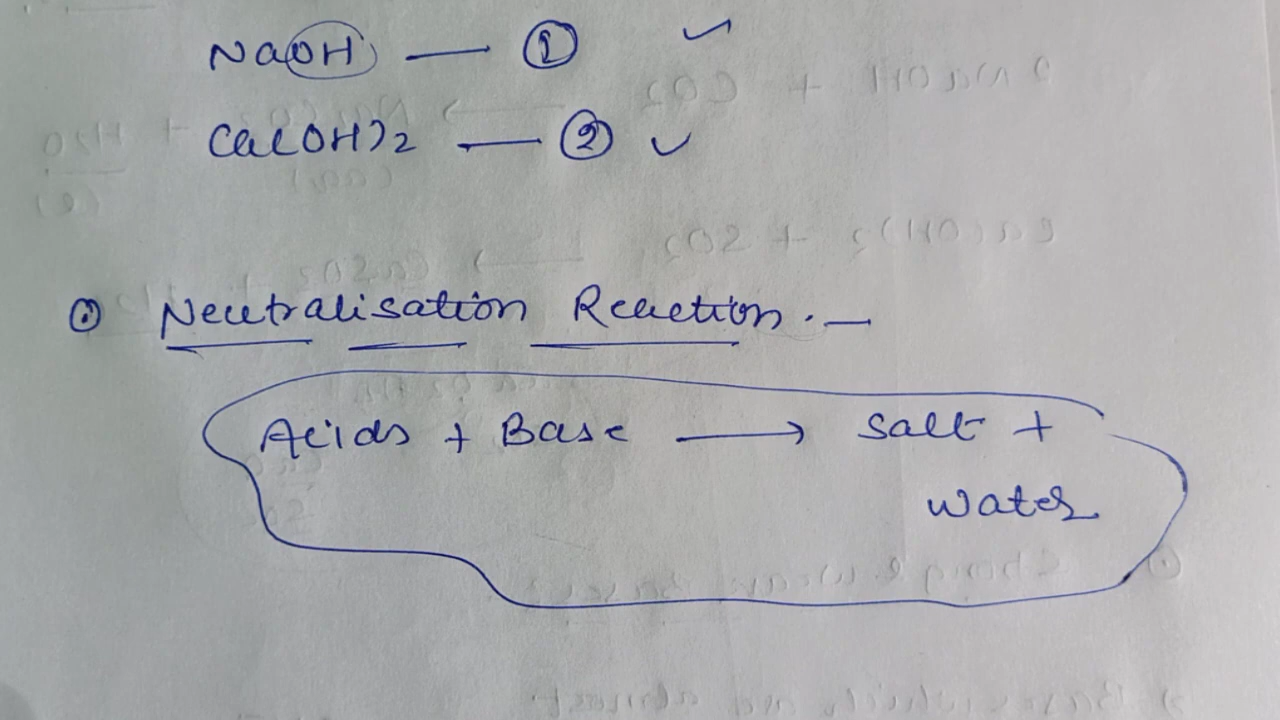 NaOH — ①
Ca(OH)2 — ②
Neutralisation Reaction. —
Acids + Base → Salt +
Water